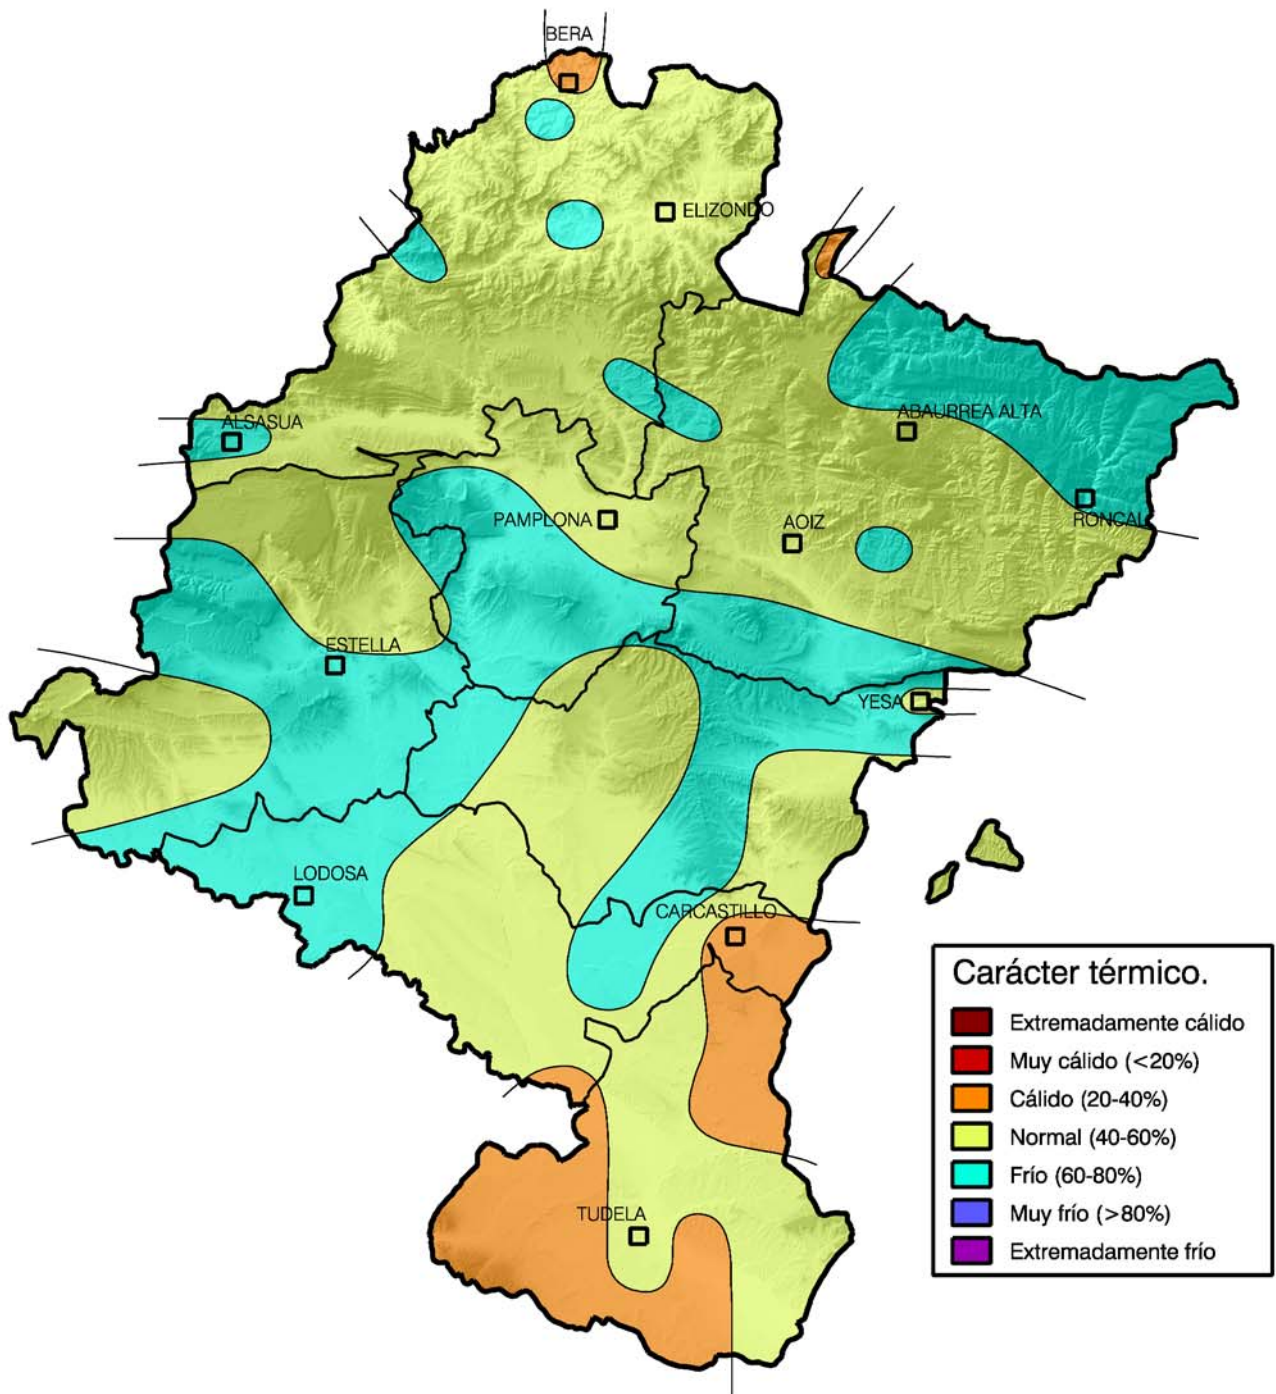 BERA
ELIZONDO
ABAURREA ALTA
ALSASUA
PAMPLONA
AOIZ
RONCAL
ESTELLA
YESA
LODOSA
CARCASTILLO
TUDELA
Carácter térmico.
Extremadamente cálido
Muy cálido (<20%)
Cálido (20-40%)
Normal (40-60%)
Frío (60-80%)
Muy frío (>80%)
Extremadamente frío